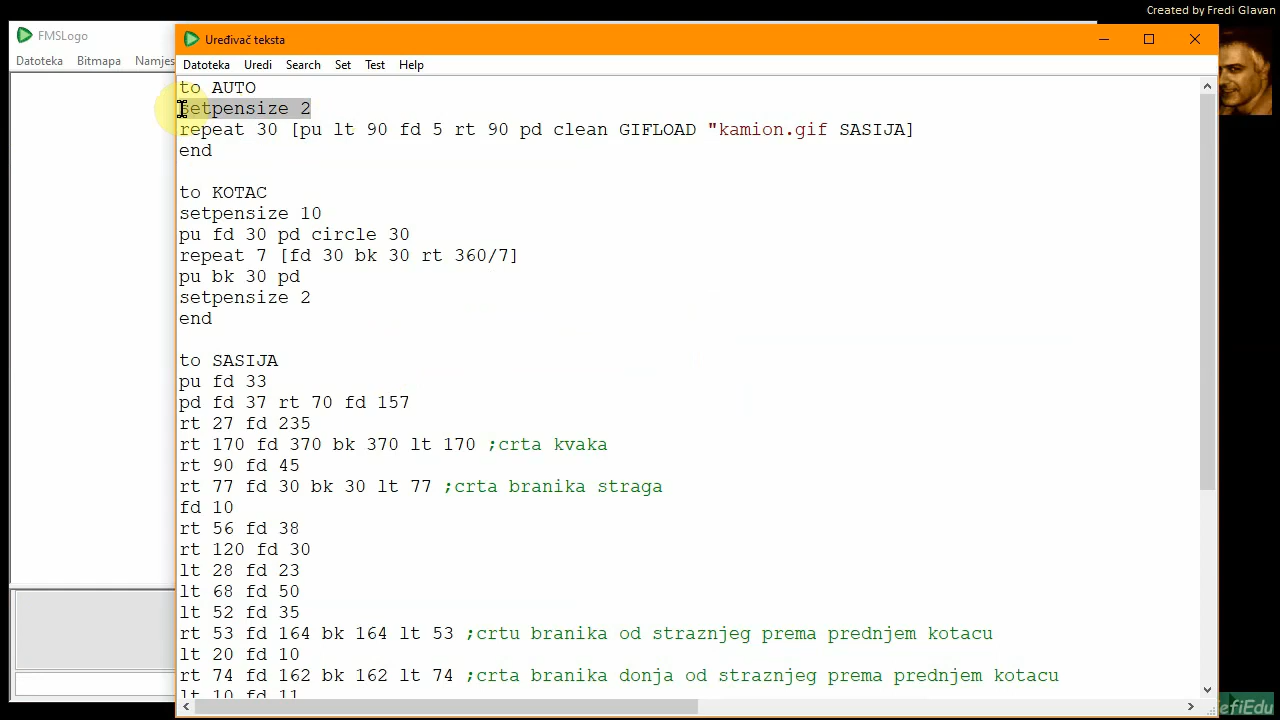 Created by Fredi Glavan
FMSLogo
Datoteka Bitmapa Namjes
Uređivač teksta
Datoteka Uredi Search Set Test Help
to AUTO
setpensize 2
repeat 30 [pu lt 90 fd 5 rt 90 pd clean GIFLOAD "kamion.gif SASIJA]
end
to KOTAC
setpensize 10
pu fd 30 pd circle 30
repeat 7 [fd 30 bk 30 rt 360/7]
pu bk 30 pd
setpensize 2
end
to SASIJA
pu fd 33
pd fd 37 rt 70 fd 157
rt 27 fd 235
rt 170 fd 370 bk 370 lt 170 ;crta kvaka
rt 90 fd 45
rt 77 fd 30 bk 30 lt 77 ;crta branika straga
fd 10
rt 56 fd 38
rt 120 fd 30
lt 28 fd 23
lt 68 fd 50
lt 52 fd 35
rt 53 fd 164 bk 164 lt 53 ;crtu branika od straznjeg prema prednjem kotacu
lt 20 fd 10
rt 74 fd 162 bk 162 lt 74 ;crta branika donja od straznjeg prema prednjem kotacu
lt 10 fd 11
efiEdu